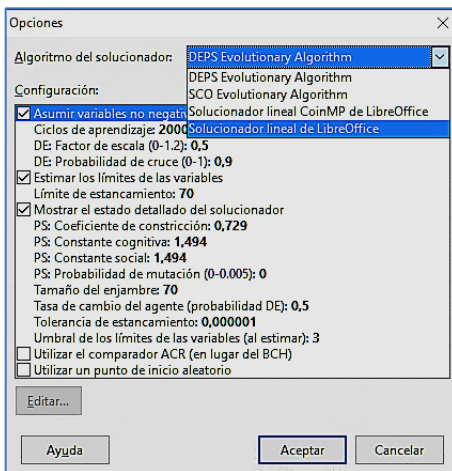 Opciones
Algoritmo del solucionador: DEPS Evolutionary Algorithm
DEPS Evolutionary Algorithm
SCO Evolutionary Algorithm
Configuración:
Solucionador lineal CoinMP de LibreOffice
Solucionador lineal de LibreOffice
Asumir variables no negativ
Ciclos de aprendizaje: 2000
DE: Factor de escala (0-1.2): 0,5
DE: Probabilidad de cruce (0-1): 0,9
Estimar los límites de las variables
Límite de estancamiento: 70
Mostrar el estado detallado del solucionador
PS: Coeficiente de constricción: 0,729
PS: Constante cognitiva: 1,494
PS: Constante social: 1,494
PS: Probabilidad de mutación (0-0.005): 0
Tamaño del enjambre: 70
Tasa de cambio del agente (probabilidad DE): 0,5
Tolerancia de estancamiento: 0,000001
Umbral de los límites de las variables (al estimar): 3
Utilizar el comparador ACR (en lugar del BCH)
Utilizar un punto de inicio aleatorio
Editar...
Ayuda
Aceptar
Cancelar